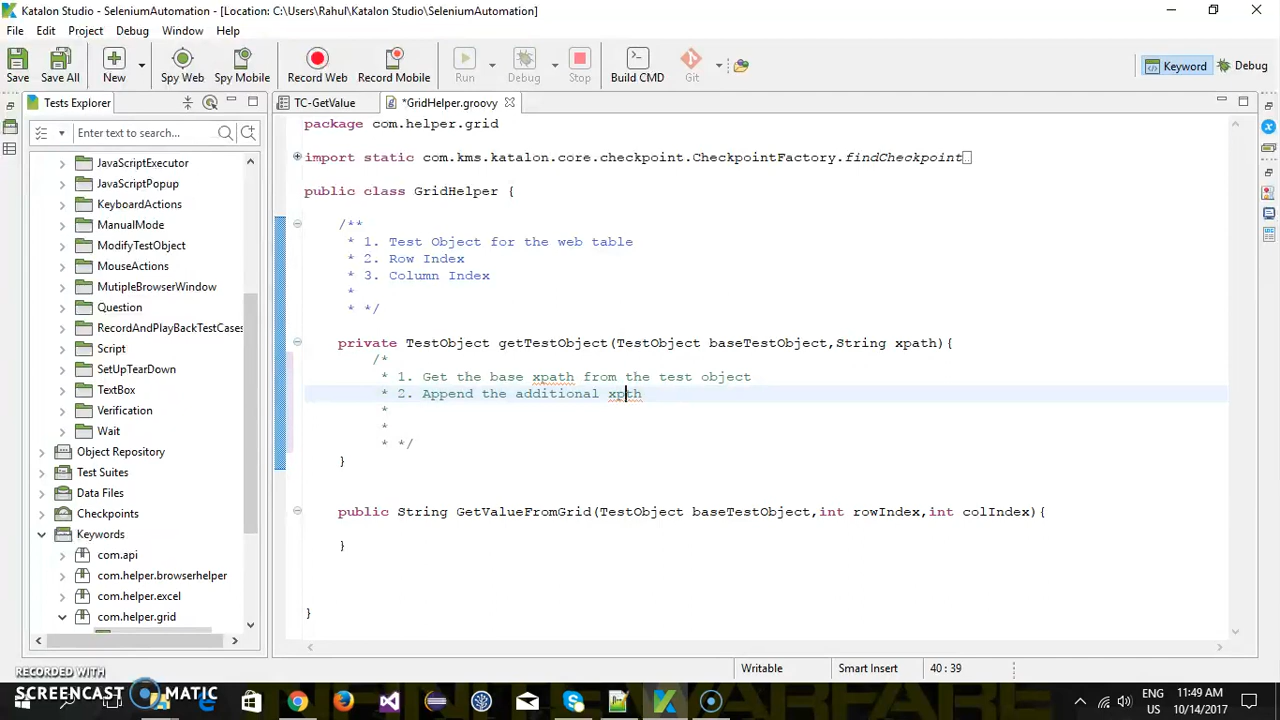 Katalon Studio - SeleniumAutomation - [Location: C:\Users\Rahul\Katalon Studio\SeleniumAutomation]
File Edit Project Debug Window Help
Save Save All New Spy Web Spy Mobile Record Web Record Mobile Run Debug Stop Build CMD Git Keyword Debug
Tests Explorer
TC-GetValue *GridHelper.groovy
Enter text to search...
JavaScriptExecutor
JavaScriptPopup
KeyboardActions
ManualMode
ModifyTestObject
MouseActions
MutipleBrowserWindow
Question
RecordAndPlayBackTestCases
Script
SetUpTearDown
TextBox
Verification
Wait
Object Repository
Test Suites
Data Files
Checkpoints
Keywords
com.api
com.helper.browserhelper
com.helper.excel
com.helper.grid
package com.helper.grid
import static com.kms.katalon.core.checkpoint.CheckpointFactory.findCheckpoint
public class GridHelper {
/**
* 1. Test Object for the web table
* 2. Row Index
* 3. Column Index
*
* */
private TestObject getTestObject(TestObject baseTestObject,String xpath){
/*
* 1. Get the base xpath from the test object
* 2. Append the additional xpth
*
*
* */
}
public String GetValueFromGrid(TestObject baseTestObject,int rowIndex,int colIndex){
}
}
Writable Smart Insert 40 : 39
RECORDED WITH
SCREENCAST MATIC
ENG
US
11:49 AM
10/14/2017